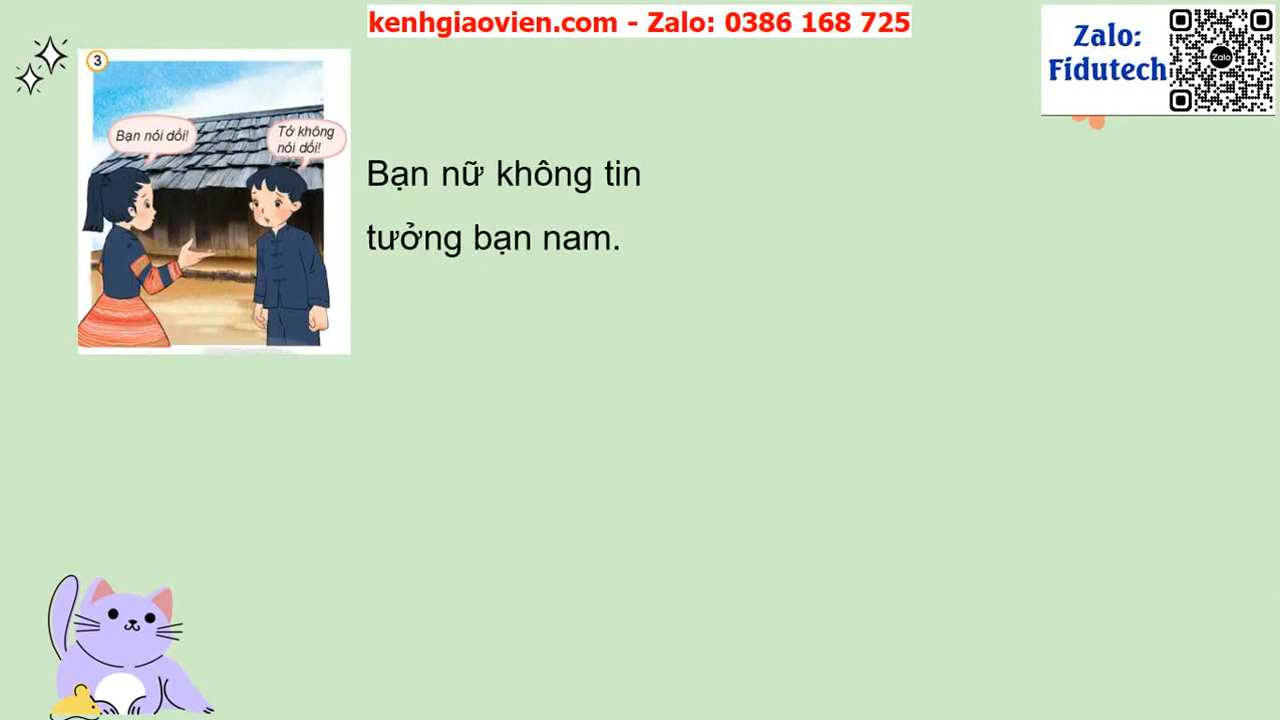 kenhgiaovien.com - Zalo: 0386 168 725
Zalo:
Fidutech
Zalo
3
Bạn nói dối!
Tớ không
nói dối!
Bạn nữ không tin
tưởng bạn nam.